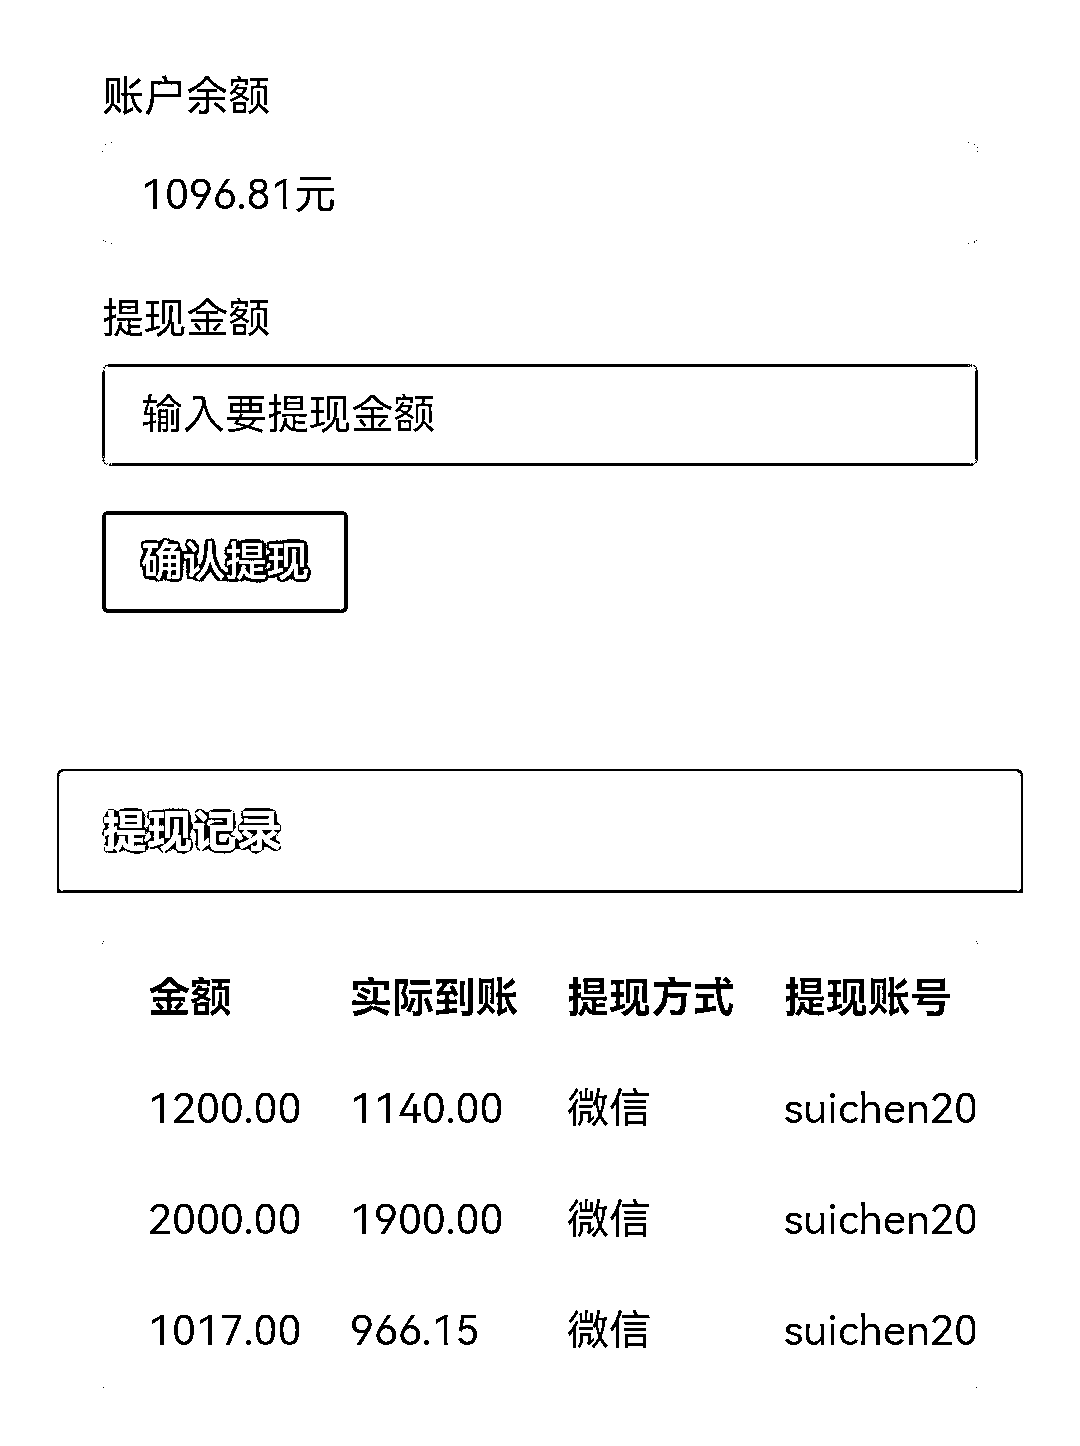 账户余额
1096.81元
提现金额
输入要提现金额
确认提现
提现记录
金额 实际到账 提现方式 提现账号
1200.00 1140.00 微信 suichen20
2000.00 1900.00 微信 suichen20
1017.00 966.15 微信 suichen20